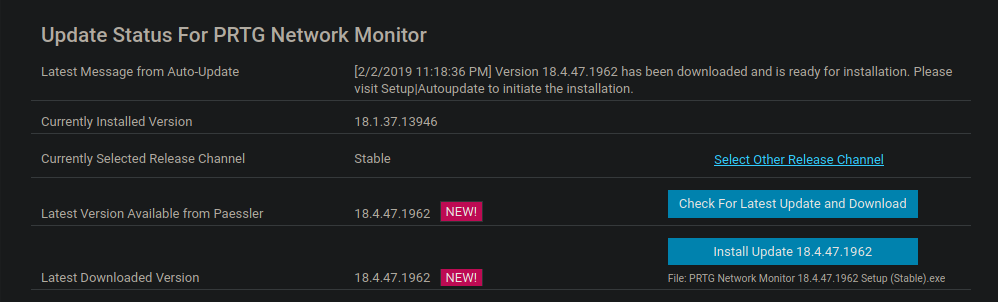 Update Status For PRTG Network Monitor
Latest Message from Auto-Update
[2/2/2019 11:18:36 PM] Version 18.4.47.1962 has been downloaded and is ready for installation. Please
visit Setup|Autoupdate to initiate the installation.
Currently Installed Version
18.1.37.13946
Currently Selected Release Channel
Stable
Select Other Release Channel
Latest Version Available from Paessler
18.4.47.1962 NEW!
Check For Latest Update and Download
Install Update 18.4.47.1962
Latest Downloaded Version
18.4.47.1962 NEW!
File: PRTG Network Monitor 18.4.47.1962 Setup (Stable).exe